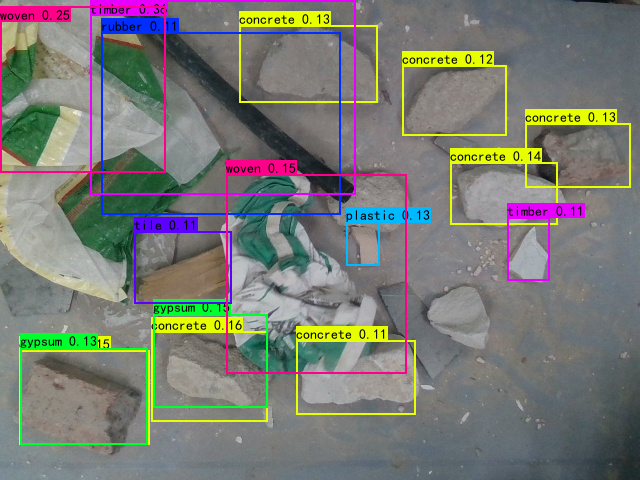 timber 0.36
woven 0.25
concrete 0.13
rubber 0.11
concrete 0.12
concrete 0.13
concrete 0.14
woven 0.15
timber 0.11
plastic 0.13
tile 0.11
gypsum 0.15
concrete 0.16
concrete 0.11
gypsum 0.13
15